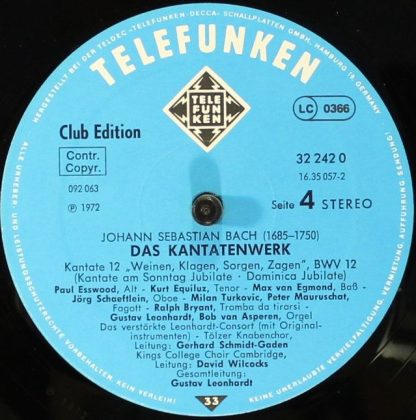 HERGESTELLT BEI DER TELDEC »TELEFUNKEN-DECCA« SCHALLPLATTEN GMBH, HAMBURG 19, GERMANY
TELEFUNKEN
TELE
FUN
KEN
LC 0366
Club Edition
Contr.
Copyr.
32 242 0
16.35 057-2
092 063
Ⓟ 1972
Seite 4 STEREO
JOHANN SEBASTIAN BACH (1685–1750)
DAS KANTATENWERK
Kantate 12 „Weinen, Klagen, Sorgen, Zagen“, BWV 12
(Kantate am Sonntag Jubilate · Dominica Jubilate)
Paul Esswood, Alt - Kurt Equiluz, Tenor - Max von Egmond, Baß -
Jörg Schaeftlein, Oboe - Milan Turkovic, Peter Mauruschat,
Fagott - Ralph Bryant, Tromba da tirarsi -
Gustav Leonhardt, Bob van Asperen, Orgel
Das verstörkte Leonhardt-Consort (mit Original-
instrumenten) - Tölzer Knabenchor,
Leitung: Gerhard Schmidt-Gaden
Kings College Choir Cambridge,
Leitung: David Wilcocks
Gesamtleitung:
Gustav Leonhardt
33
ALLE URHEBER- UND LEISTUNGSSCHUTZRECHTE VORBEHALTEN KEIN VERLEIH!
KEINE UNERLAUBTE VERVIELFÄLTIGUNG, VERMIETUNG, AUFFÜHRUNG, SENDUNG!